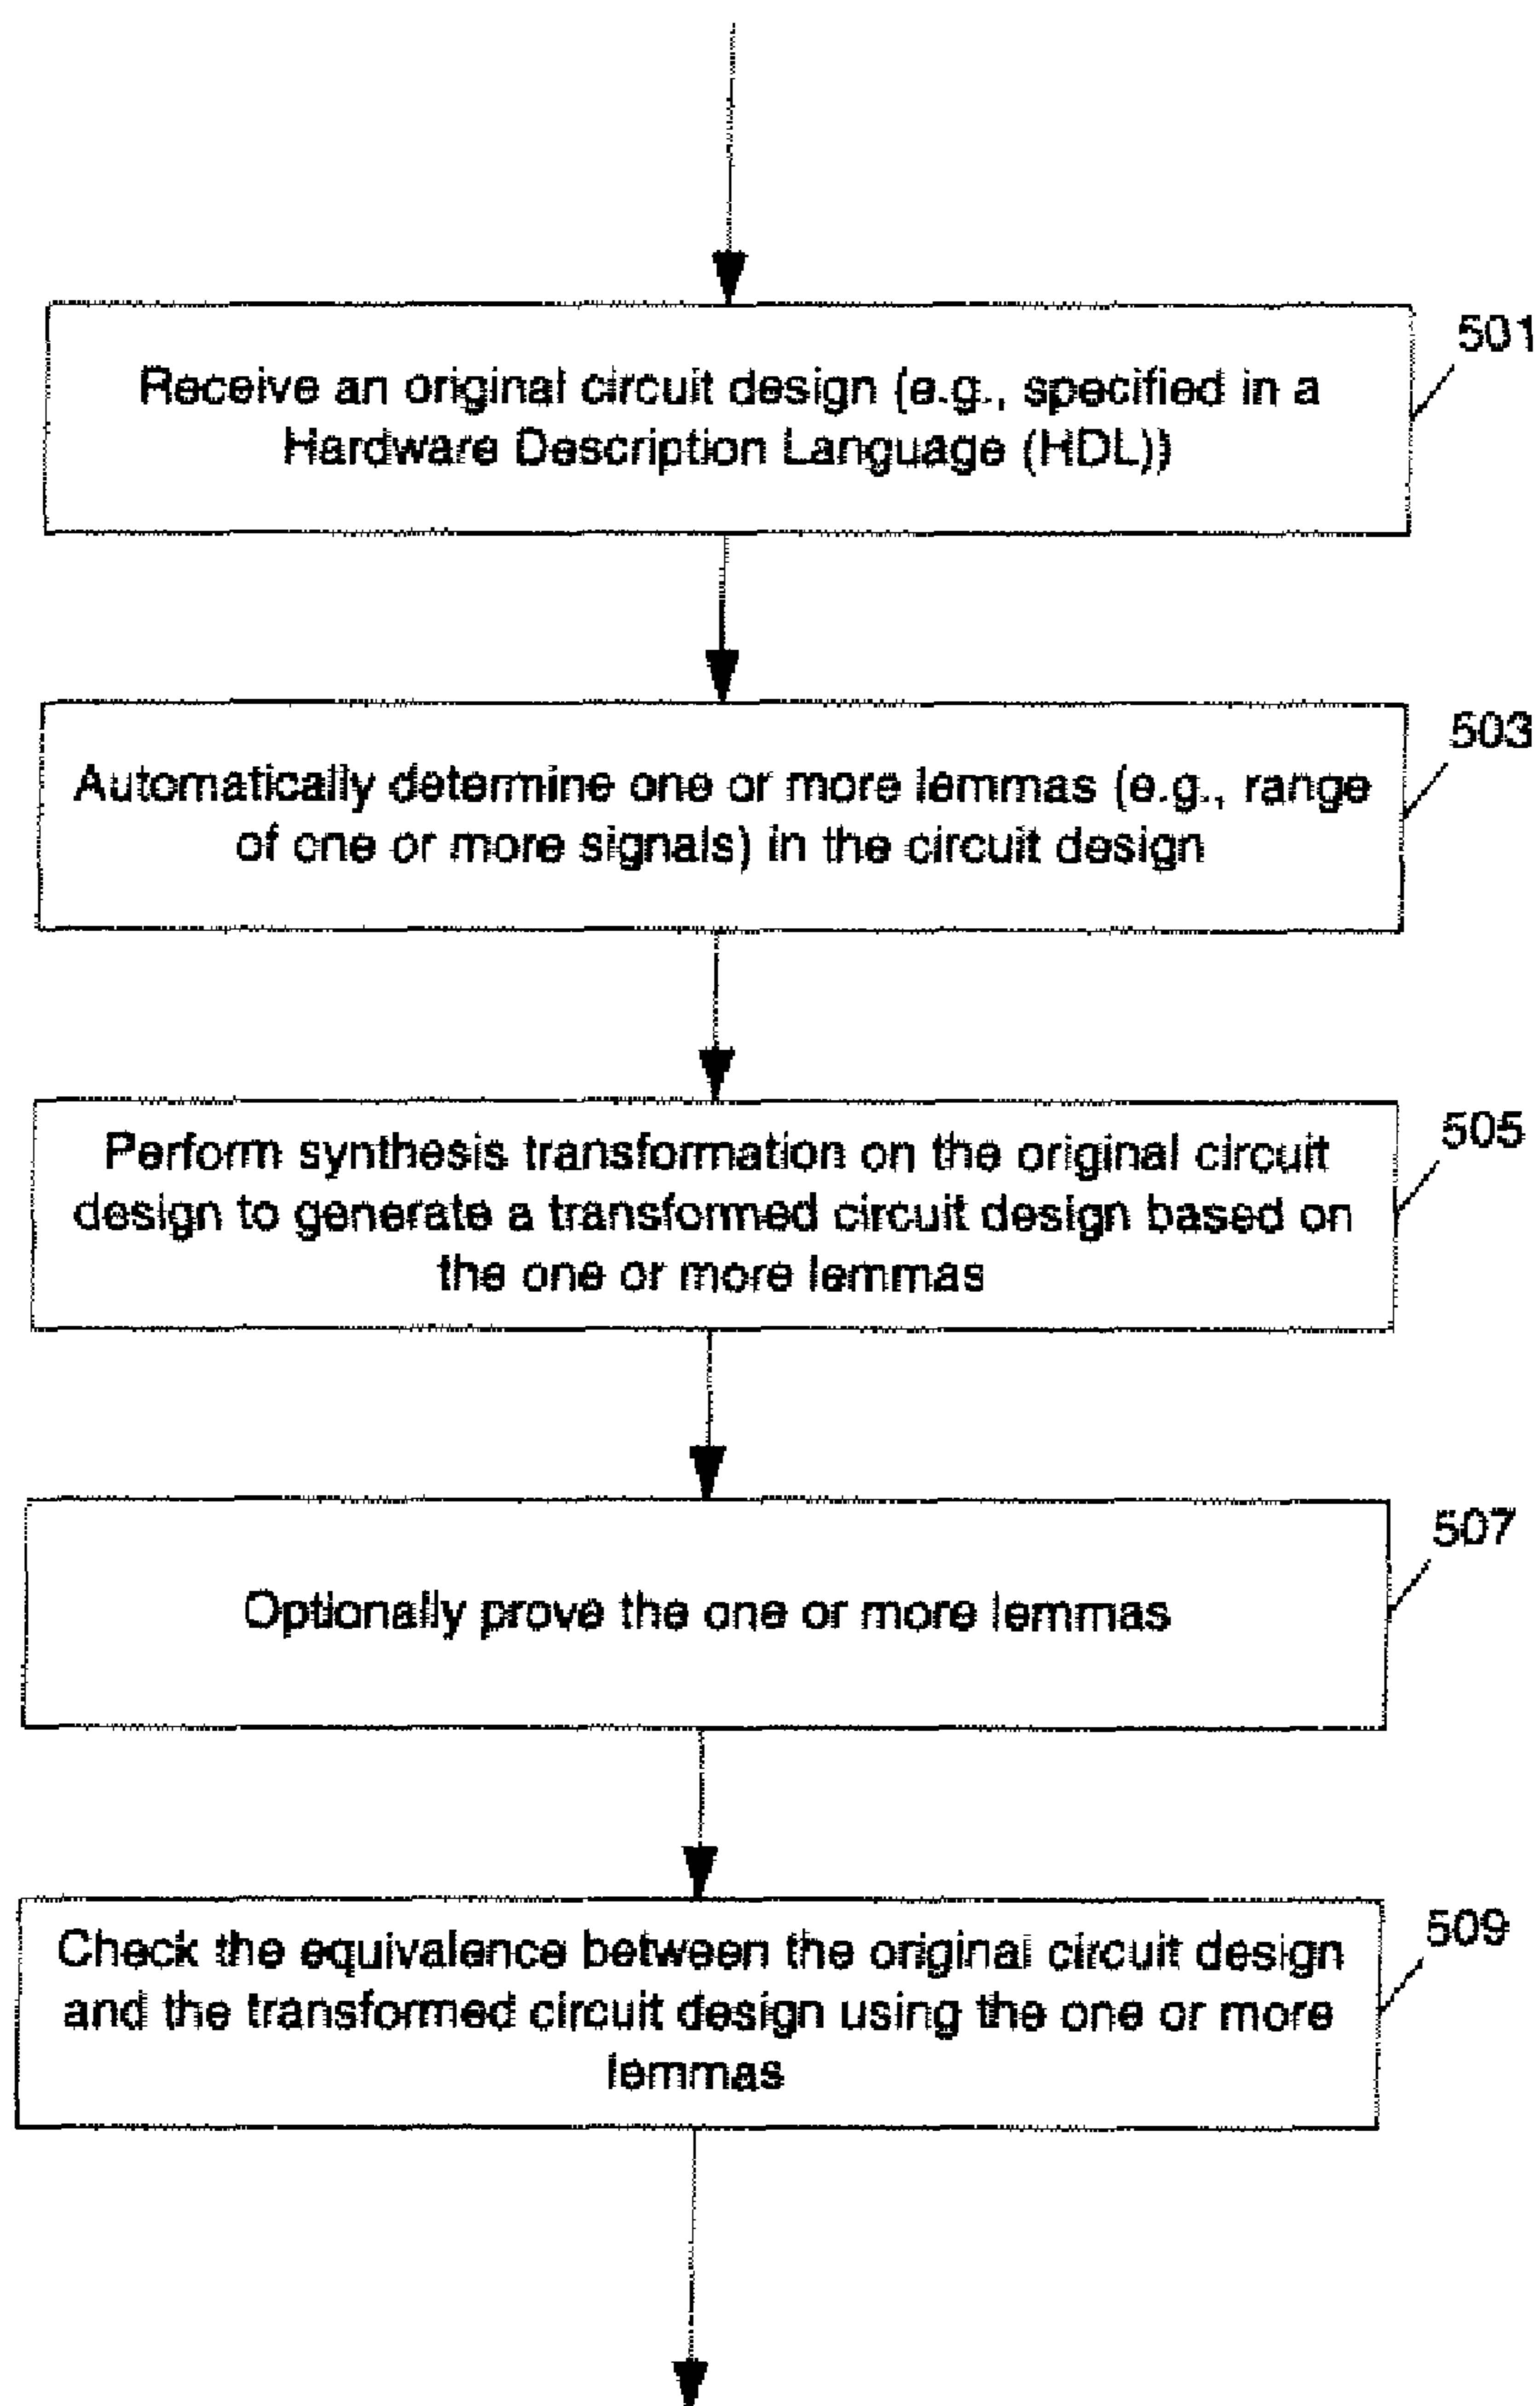 501
Receive an original circuit design (e.g., specified in a
Hardware Description Language (HDL))
503
Automatically determine one or more lemmas (e.g., range
of one or more signals) in the circuit design
505
Perform synthesis transformation on the original circuit
design to generate a transformed circuit design based on
the one or more lemmas
507
Optionally prove the one or more lemmas
509
Check the equivalence between the original circuit design
and the transformed circuit design using the one or more
lemmas